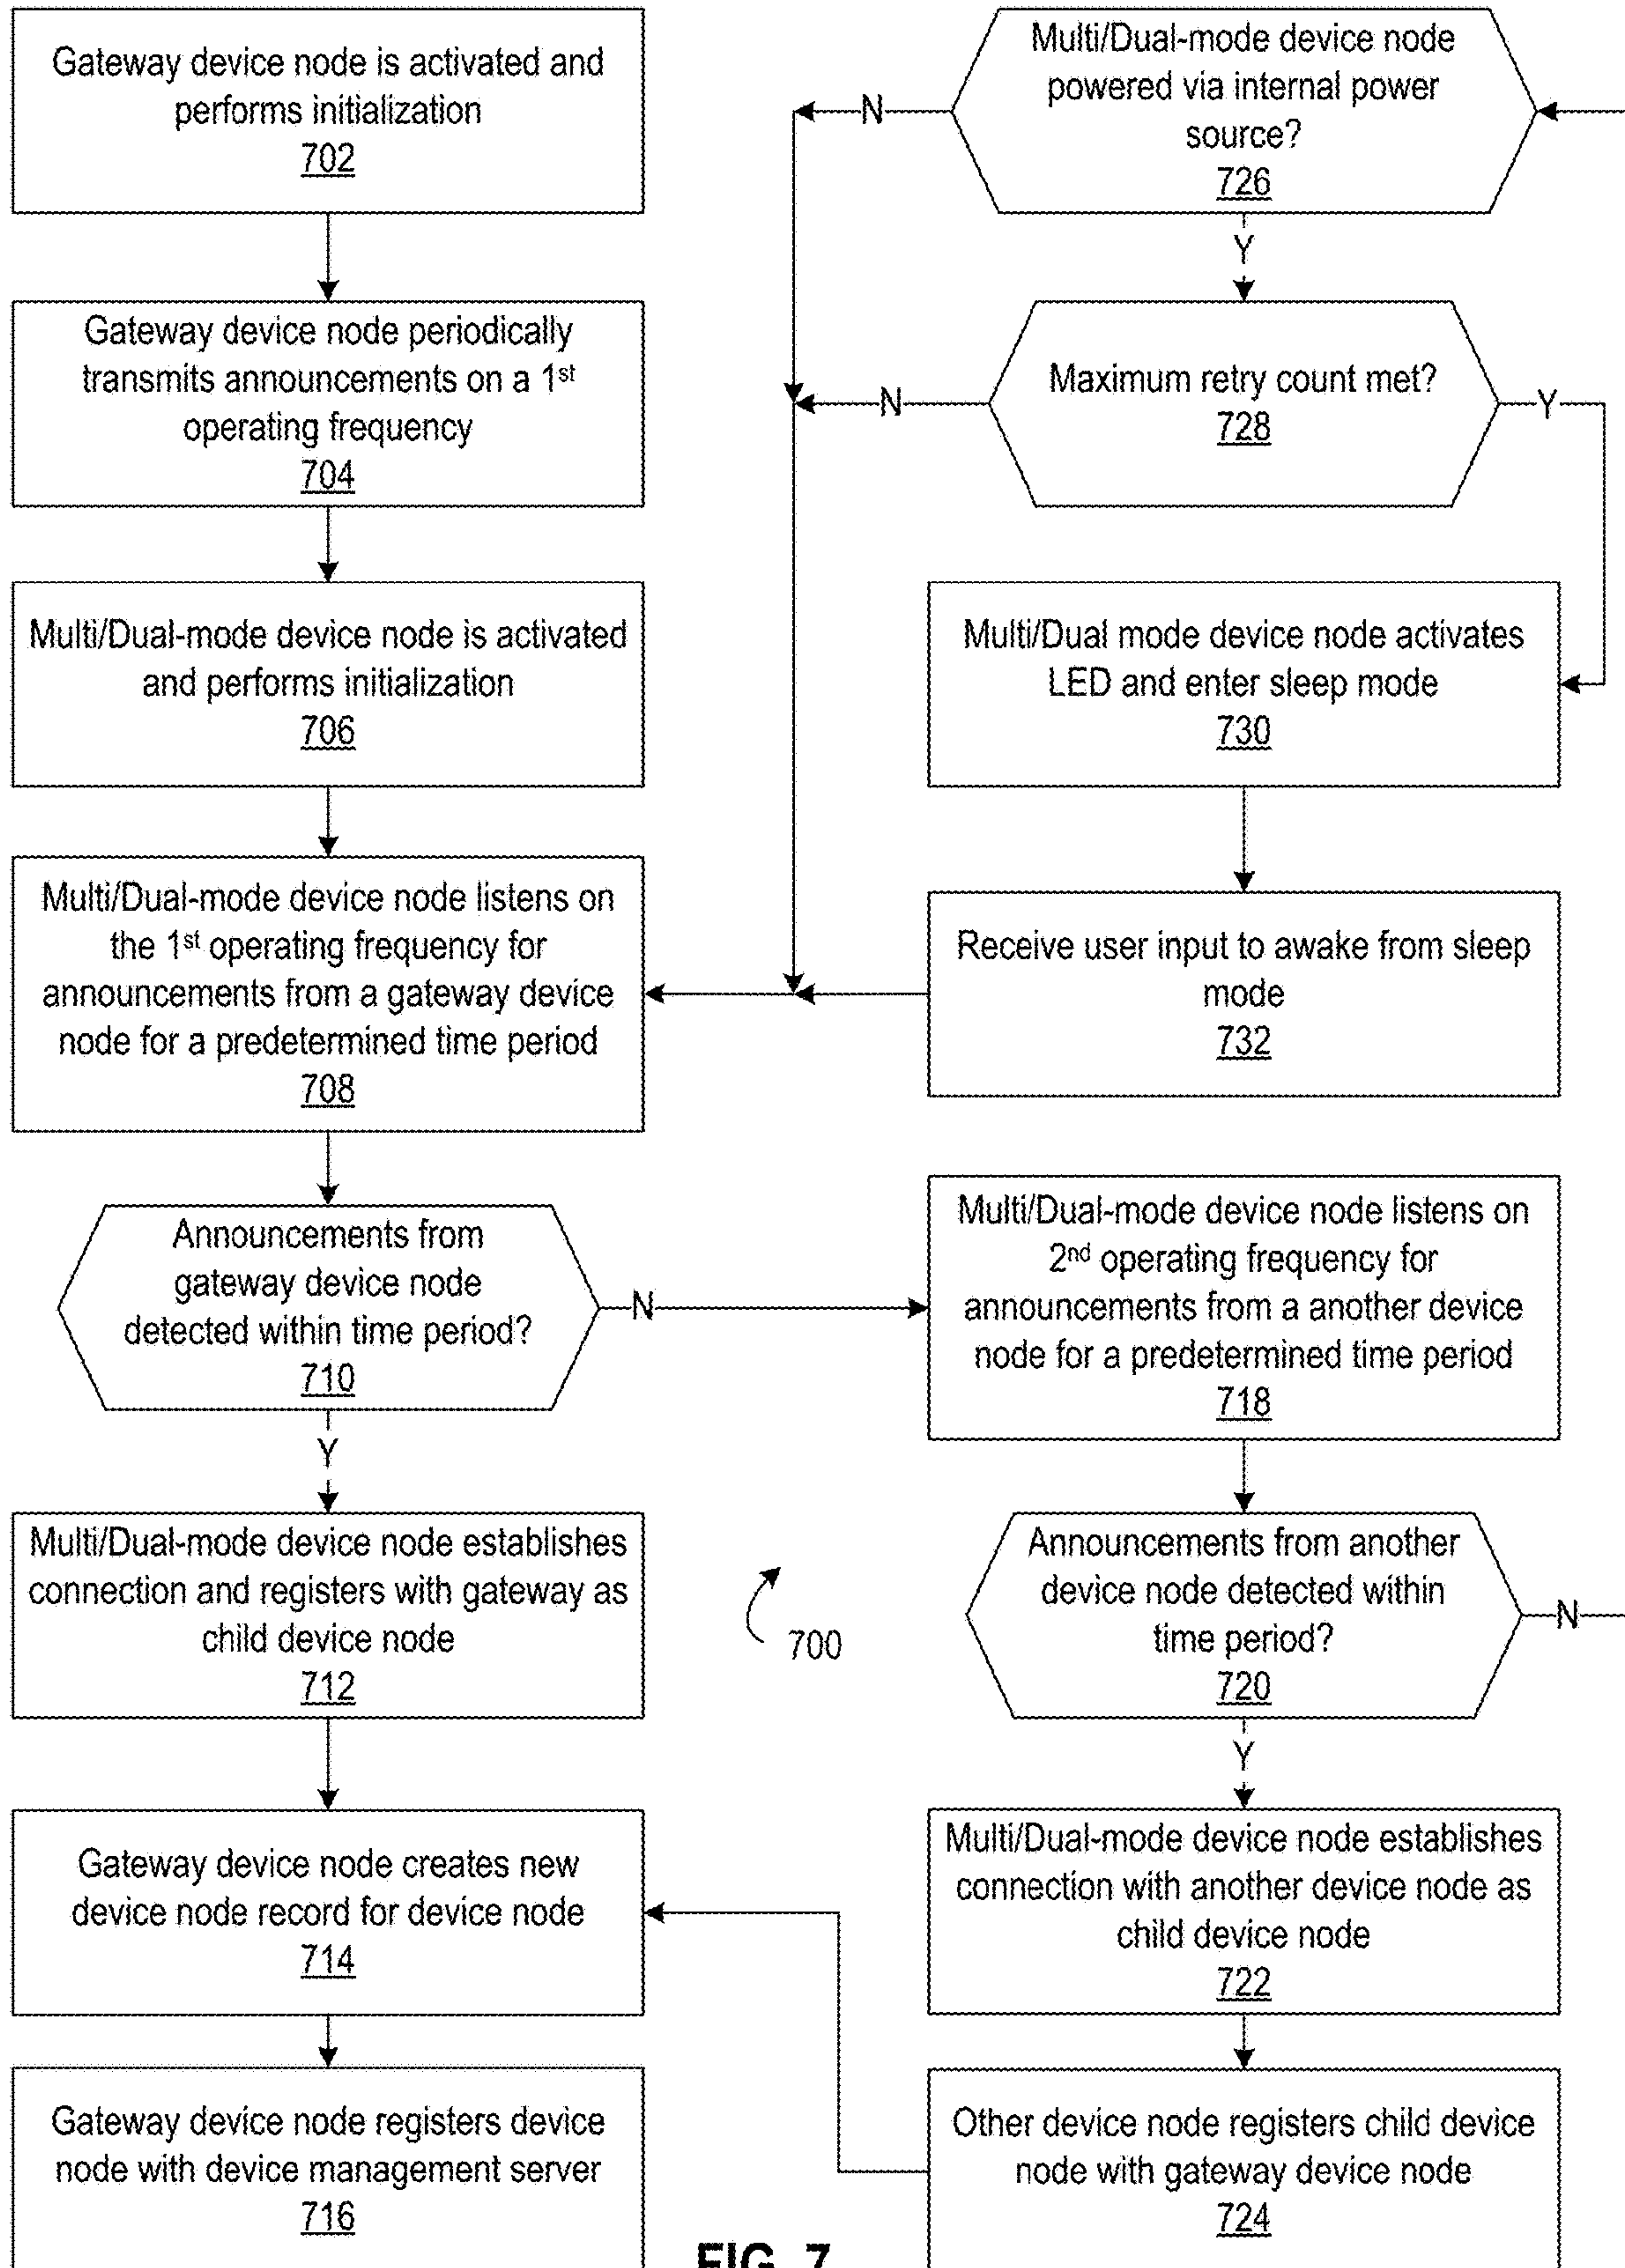 Gateway device node is activated and
performs initialization
702
Gateway device node periodically
transmits announcements on a 1st
operating frequency
704
Multi/Dual-mode device node is activated
and performs initialization
706
Multi/Dual-mode device node listens on
the 1st operating frequency for
announcements from a gateway device
node for a predetermined time period
708
Announcements from
gateway device node
detected within time period?
710
N
Y
Multi/Dual-mode device node establishes
connection and registers with gateway as
child device node
712
Gateway device node creates new
device node record for device node
714
Gateway device node registers device
node with device management server
716
Multi/Dual-mode device node
powered via internal power
source?
726
N
Y
Maximum retry count met?
728
N
Y
Multi/Dual mode device node activates
LED and enter sleep mode
730
Receive user input to awake from sleep
mode
732
Multi/Dual-mode device node listens on
2nd operating frequency for
announcements from a another device
node for a predetermined time period
718
Announcements from another
device node detected within
time period?
720
N
Y
Multi/Dual-mode device node establishes
connection with another device node as
child device node
722
Other device node registers child device
node with gateway device node
724
700
FIG. 7